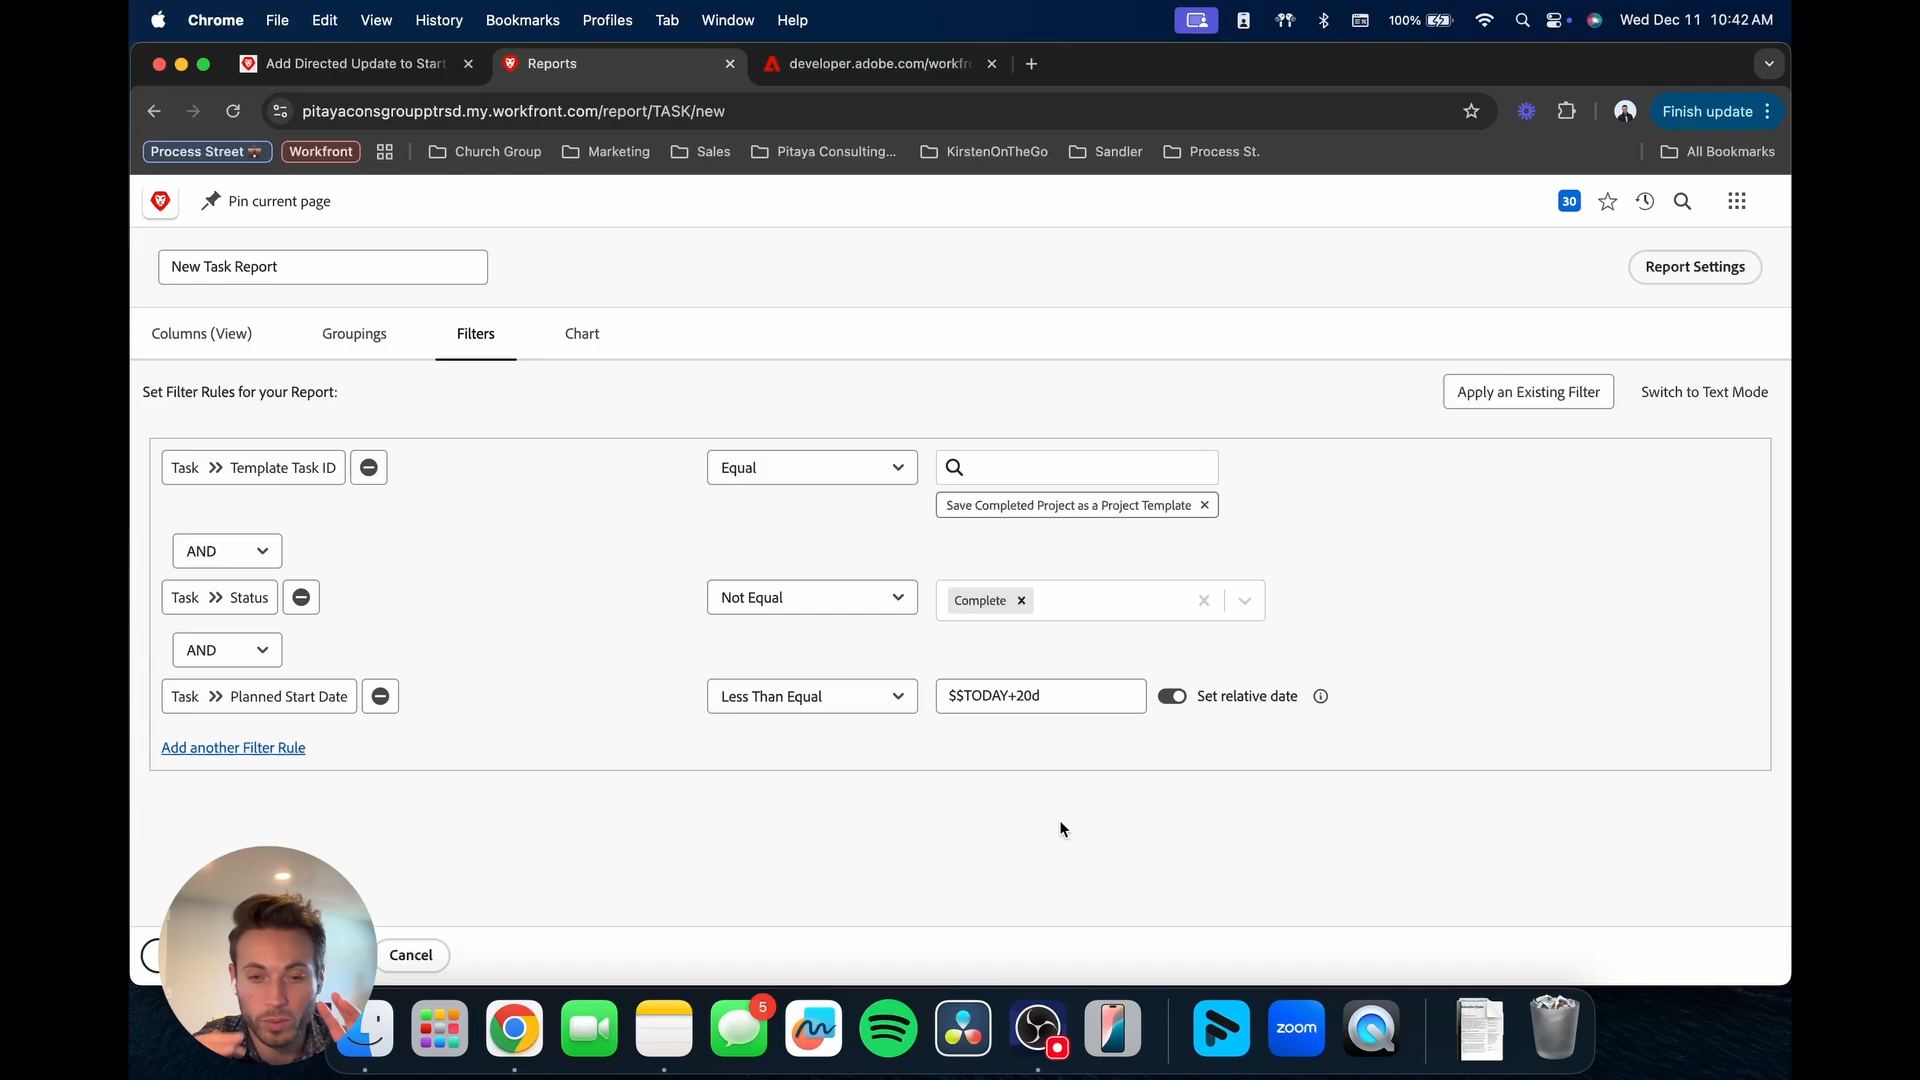 Chrome File Edit View History Bookmarks Profiles Tab Window Help 100% Wed Dec 11 10:42 AM
Add Directed Update to Start Reports developer.adobe.com/workfr
pitayaconsgroupptrsd.my.workfront.com/report/TASK/new Finish update
Process Street Workfront Church Group Marketing Sales Pitaya Consulting... KirstenOnTheGo Sandler Process St. All Bookmarks
Pin current page 30
New Task Report Report Settings
Columns (View) Groupings Filters Chart
Set Filter Rules for your Report: Apply an Existing Filter Switch to Text Mode
Task Template Task ID Equal
Save Completed Project as a Project Template
AND
Task Status Not Equal Complete
AND
Task Planned Start Date Less Than Equal $$TODAY+20d Set relative date
Add another Filter Rule
Cancel
5
zoom